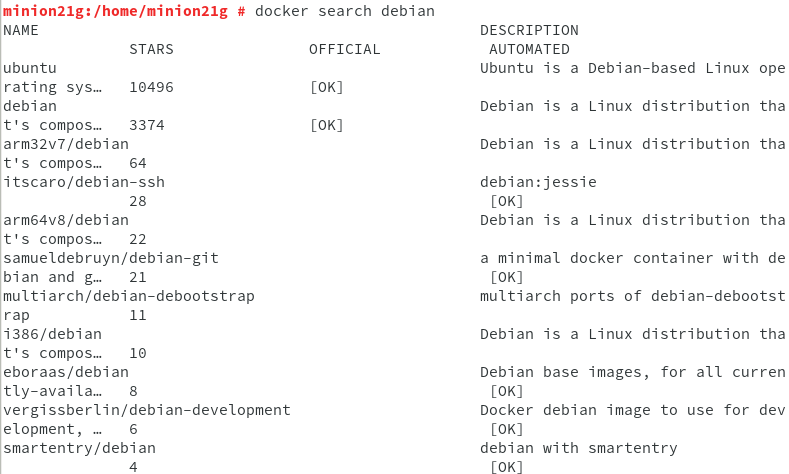 minion21g:/home/minion21g # docker search debian
NAME DESCRIPTION
STARS OFFICIAL AUTOMATED
ubuntu Ubuntu is a Debian-based Linux ope
rating sys… 10496 [OK]
debian Debian is a Linux distribution tha
t's compos… 3374 [OK]
arm32v7/debian Debian is a Linux distribution tha
t's compos… 64
itscaro/debian-ssh debian:jessie
28 [OK]
arm64v8/debian Debian is a Linux distribution tha
t's compos… 22
samueldebruyn/debian-git a minimal docker container with de
bian and g… 21 [OK]
multiarch/debian-debootstrap multiarch ports of debian-debootst
rap 11
i386/debian Debian is a Linux distribution tha
t's compos… 10
eboraas/debian Debian base images, for all curren
tly-availa… 8 [OK]
vergissberlin/debian-development Docker debian image to use for dev
elopment, … 6 [OK]
smartentry/debian debian with smartentry
4 [OK]